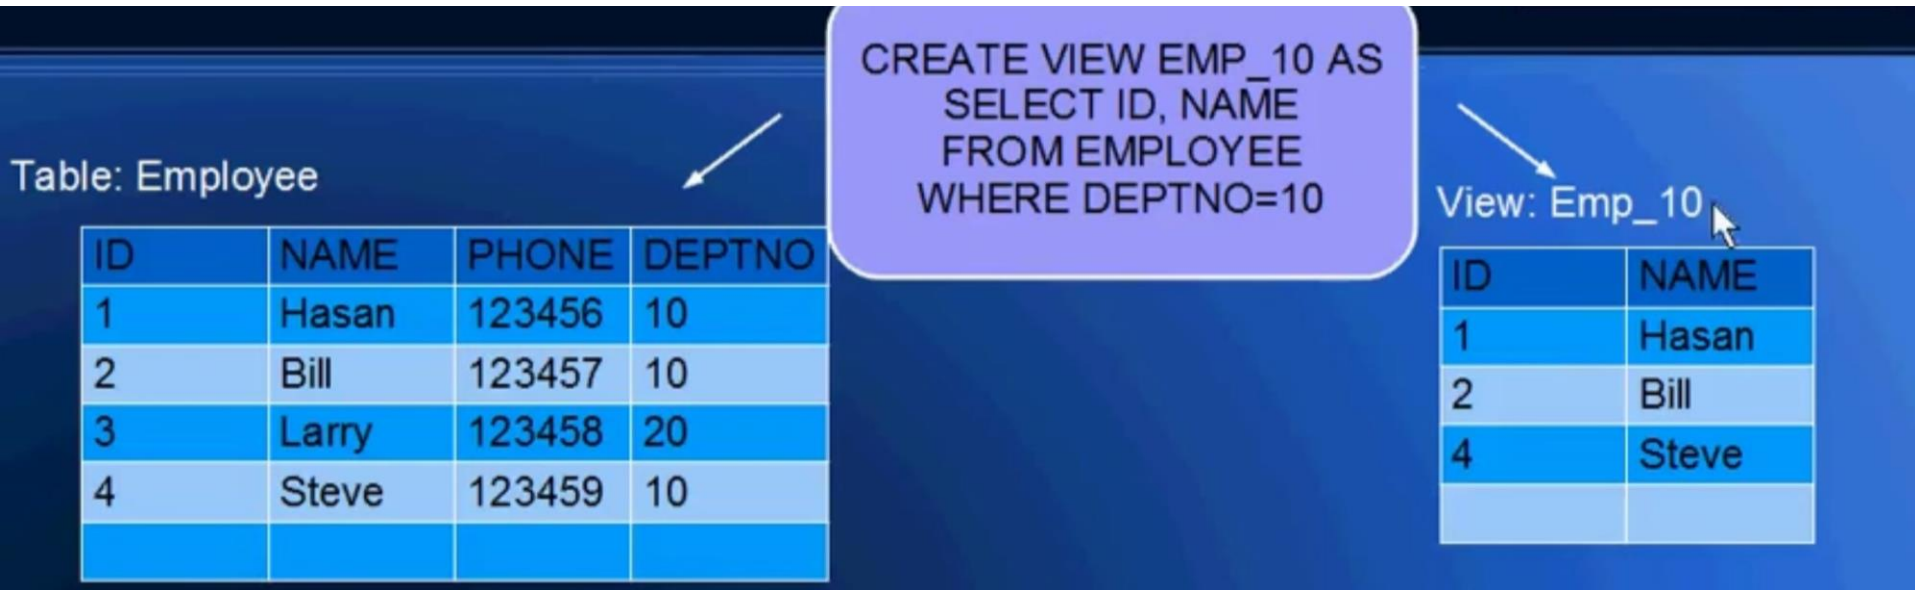 CREATE VIEW EMP_10 AS
SELECT ID, NAME
FROM EMPLOYEE
WHERE DEPTNO=10
Table: Employee
ID NAME PHONE DEPTNO
1 Hasan 123456 10
2 Bill 123457 10
3 Larry 123458 20
4 Steve 123459 10
View: Emp_10
ID NAME
1 Hasan
2 Bill
4 Steve